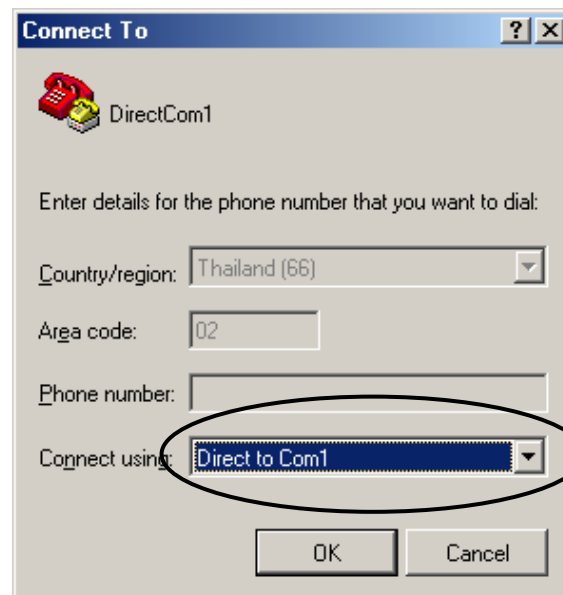 Connect To
DirectCom1
Enter details for the phone number that you want to dial:
Country/region: Thailand (66)
Area code: 02
Phone number:
Connect using: Direct to Com1
OK Cancel